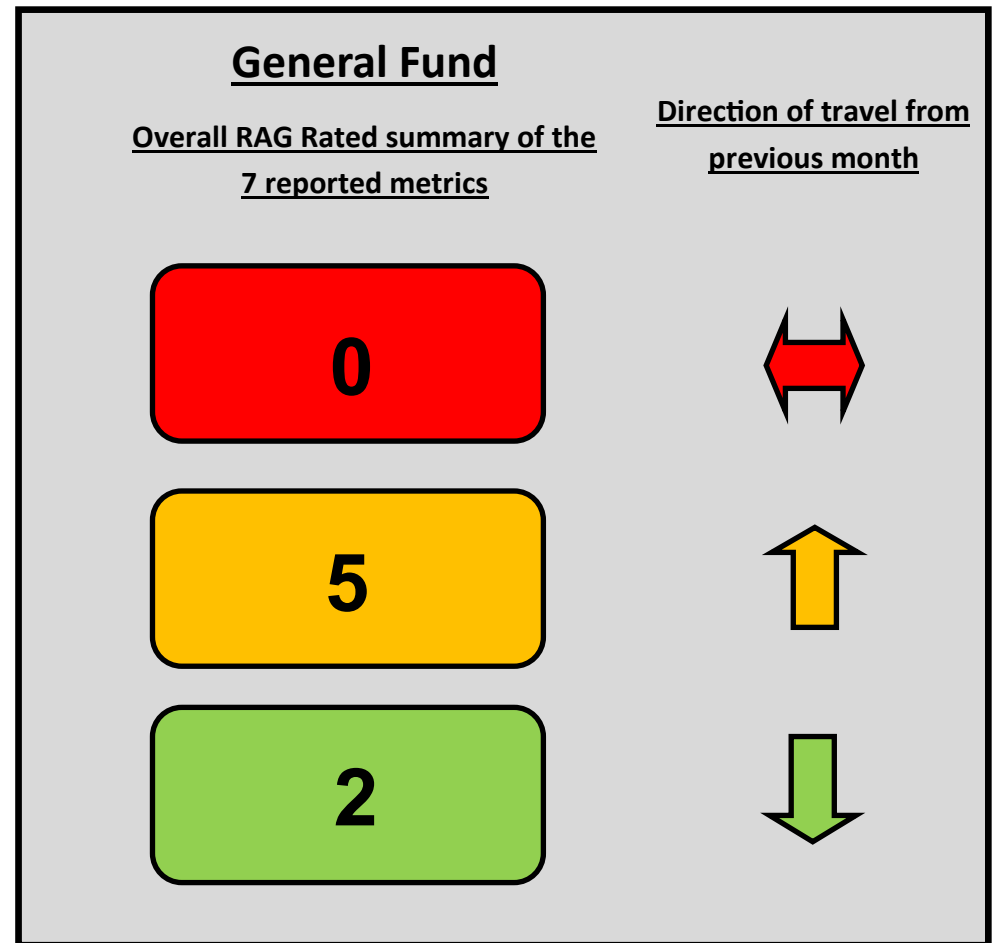 General Fund
Overall RAG Rated summary of the
7 reported metrics
Direction of travel from
previous month
0
5
2